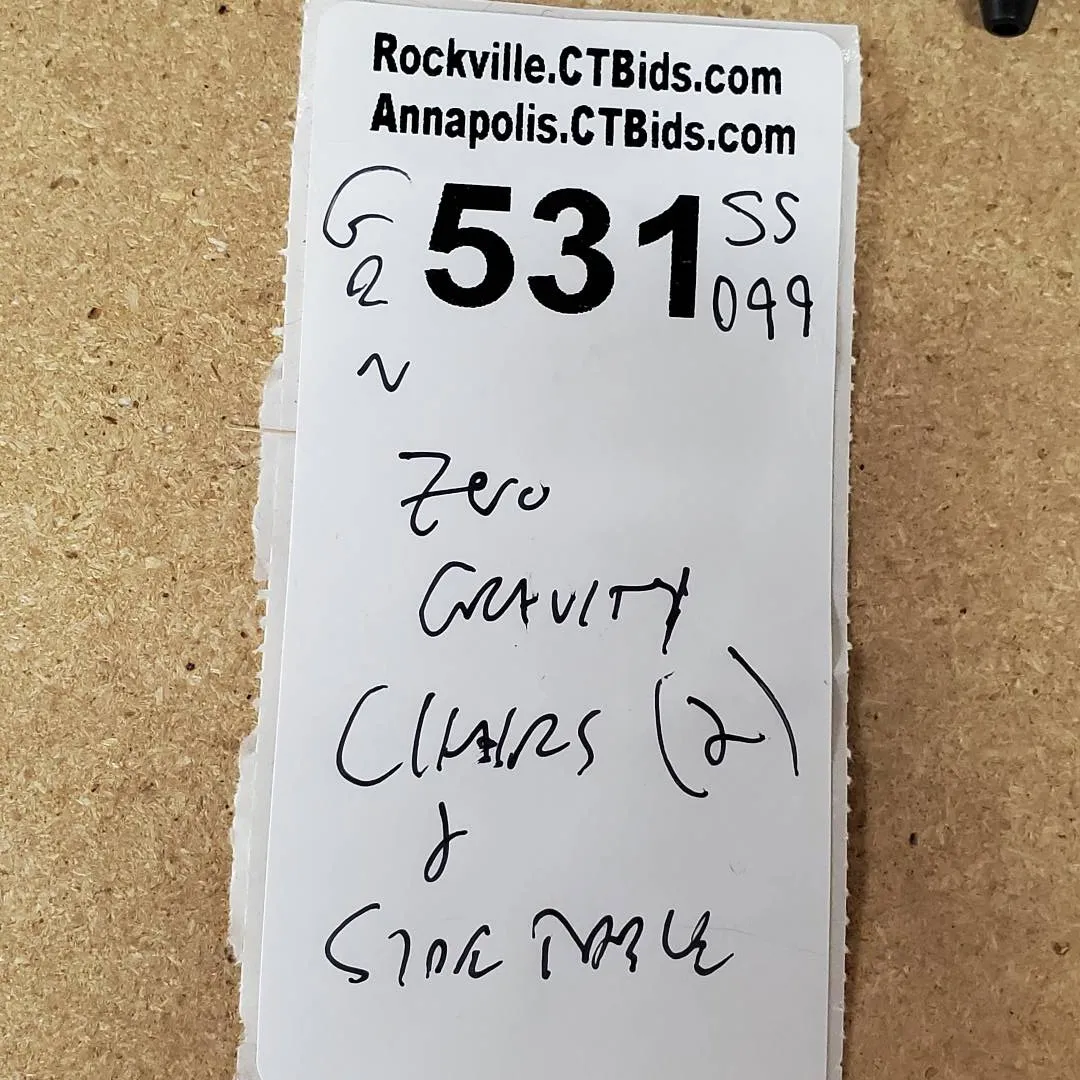 Rockville.CTBids.com
Annapolis.CTBids.com
G 531 SS
2 099
N
Zero
GRAVITY
CHAIRS (2)
&
SIDE TABLE